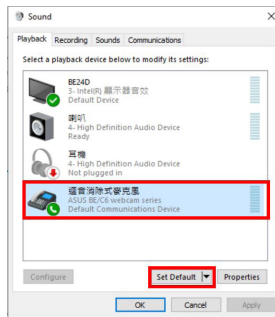 Sound
Playback Recording Sounds Communications
Select a playback device below to modify its settings:
BE24D
3- Intel(R) 顯示器音效
Default Device
喇叭
4- High Definition Audio Device
Ready
耳機
4- High Definition Audio Device
Not plugged in
迴音消除式麥克風
ASUS BE/C6 webcam series
Default Communications Device
Configure Set Default Properties
OK Cancel Apply